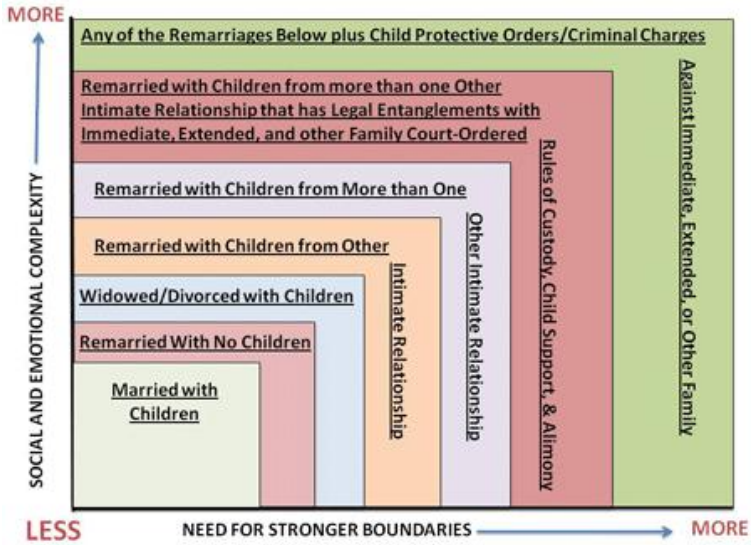 MORE
SOCIAL AND EMOTIONAL COMPLEXITY
Any of the Remarriages Below plus Child Protective Orders/Criminal Charges
Against Immediate, Extended, or Other Family
Remarried with Children from more than one Other
Intimate Relationship that has Legal Entanglements with
Immediate, Extended, and other Family Court-Ordered
Rules of Custody, Child Support, & Alimony
Remarried with Children from More than One
Other Intimate Relationship
Remarried with Children from Other
Intimate Relationship
Widowed/Divorced with Children
Remarried With No Children
Married with
Children
LESS
NEED FOR STRONGER BOUNDARIES
MORE